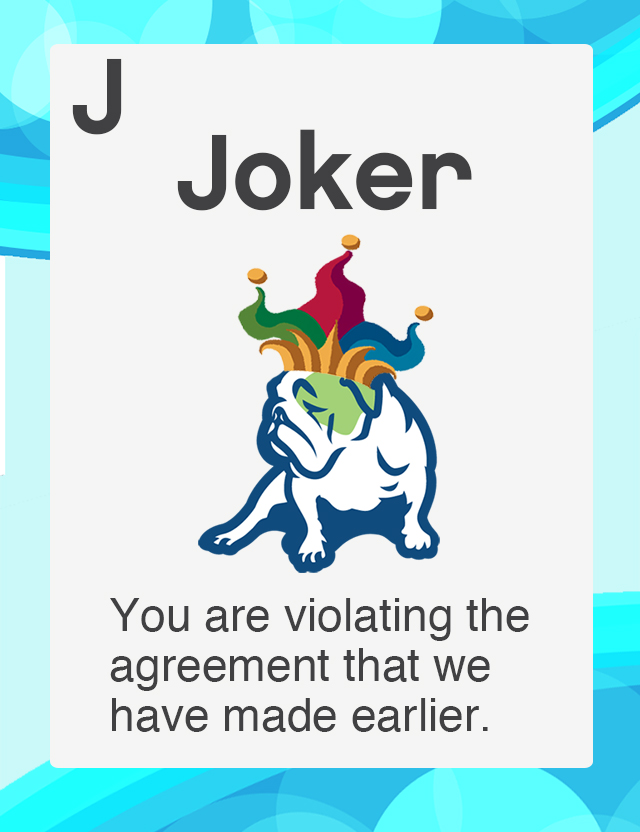 J
Joker
You are violating the
agreement that we
have made earlier.